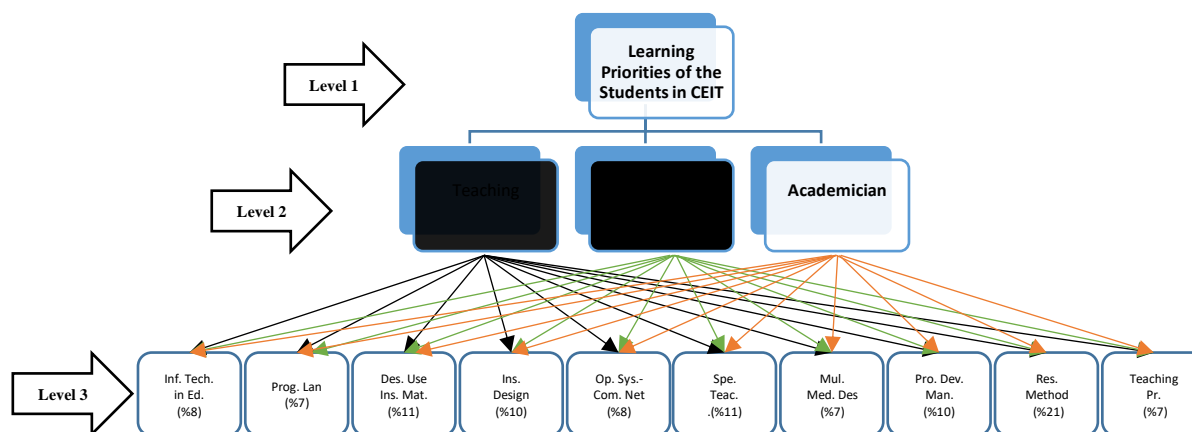 Learning
Priorities of the
Students in CEIT
Level 1
Teaching
Academician
Level 2
Level 3
Inf. Tech.
in Ed.
(%8)
Prog. Lan
(%7)
Des. Use
Ins. Mat.
(%11)
Ins.
Design
(%10)
Op. Sys.-
Com. Net
(%8)
Spe.
Teac.
.(%11)
Mul.
Med. Des
(%7)
Pro. Dev.
Man.
(%10)
Res.
Method
(%21)
Teaching
Pr.
(%7)